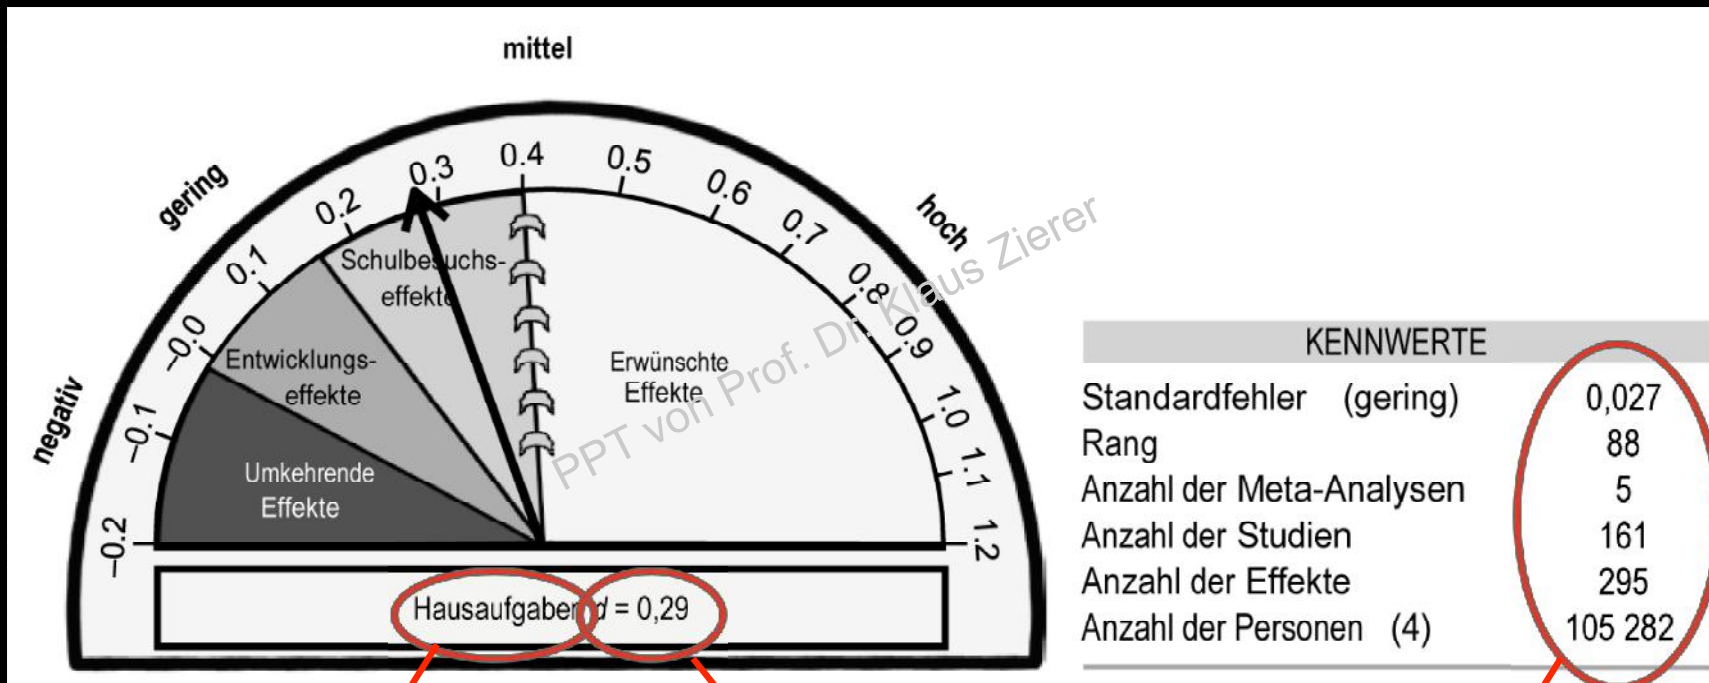 mittel
gering
hoch
negativ
−0.2
−0.1
−0.0
0.1
0.2
0.3
0.4
0.5
0.6
0.7
0.8
0.9
1.0
1.1
1.2
Schulbesuchs-
effekte
Entwicklungs-
effekte
Umkehrende
Effekte
Erwünschte
Effekte
PPT von Prof. Dr. Klaus Zierer
Hausaufgaben d = 0,29
KENNWERTE
Standardfehler (gering) 0,027
Rang 88
Anzahl der Meta-Analysen 5
Anzahl der Studien 161
Anzahl der Effekte 295
Anzahl der Personen (4) 105 282